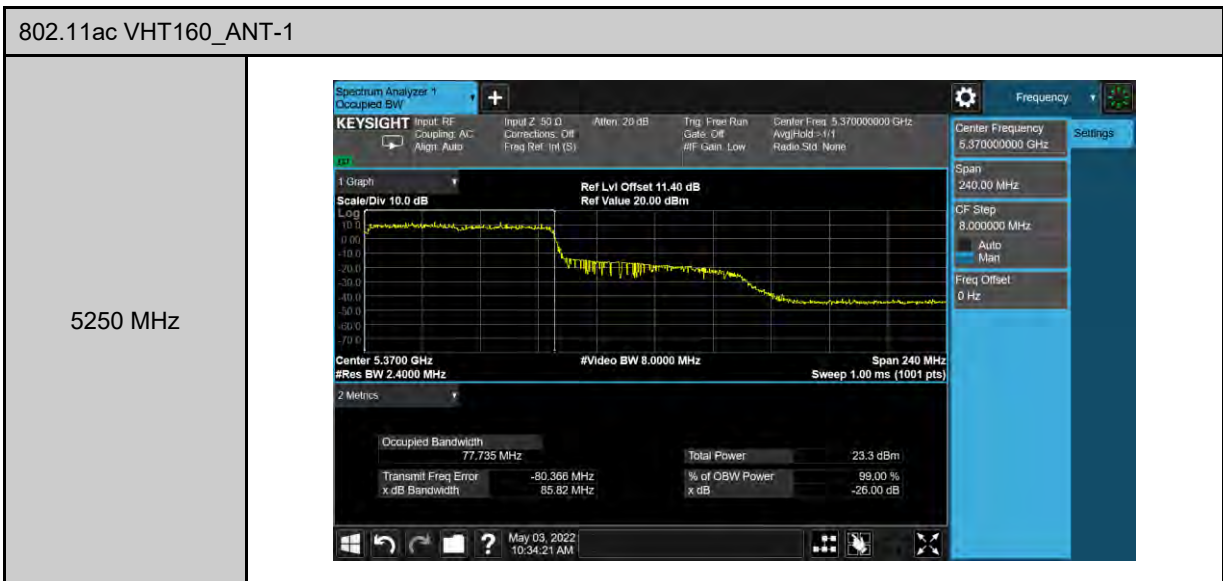 802.11ac VHT160_ANT-1
5250 MHz
Spectrum Analyzer 1
Occupied BW
Frequency
KEYSIGHT
Input: RF
Coupling: AC
Align: Auto
Input Z: 50 Ω
Corrections: Off
Freq Ref: Int (S)
Atten: 20 dB
Trig: Free Run
Gate: Off
#IF Gain: Low
Center Freq: 5.370000000 GHz
Avg|Hold:>1/1
Radio Std: None
Center Frequency
5.370000000 GHz
Settings
Span
240.00 MHz
CF Step
8.000000 MHz
Auto
Man
Freq Offset
0 Hz
1 Graph
Scale/Div 10.0 dB
Ref Lvl Offset 11.40 dB
Ref Value 20.00 dBm
Log
10.0
0.00
-10.0
-20.0
-30.0
-40.0
-50.0
-60.0
-70.0
Center 5.3700 GHz
#Video BW 8.0000 MHz
Span 240 MHz
#Res BW 2.4000 MHz
Sweep 1.00 ms (1001 pts)
2 Metrics
Occupied Bandwidth
77.735 MHz
Total Power 23.3 dBm
Transmit Freq Error -80.366 MHz
% of OBW Power 99.00 %
x dB Bandwidth 85.82 MHz
x dB -26.00 dB
?
May 03, 2022
10:34:21 AM